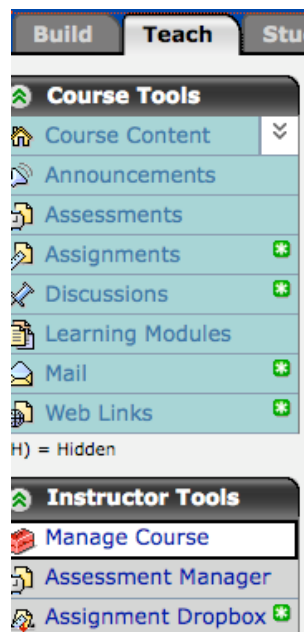 Build Teach Stu
Course Tools
Course Content
Announcements
Assessments
Assignments
Discussions
Learning Modules
Mail
Web Links
H) = Hidden
Instructor Tools
Manage Course
Assessment Manager
Assignment Dropbox